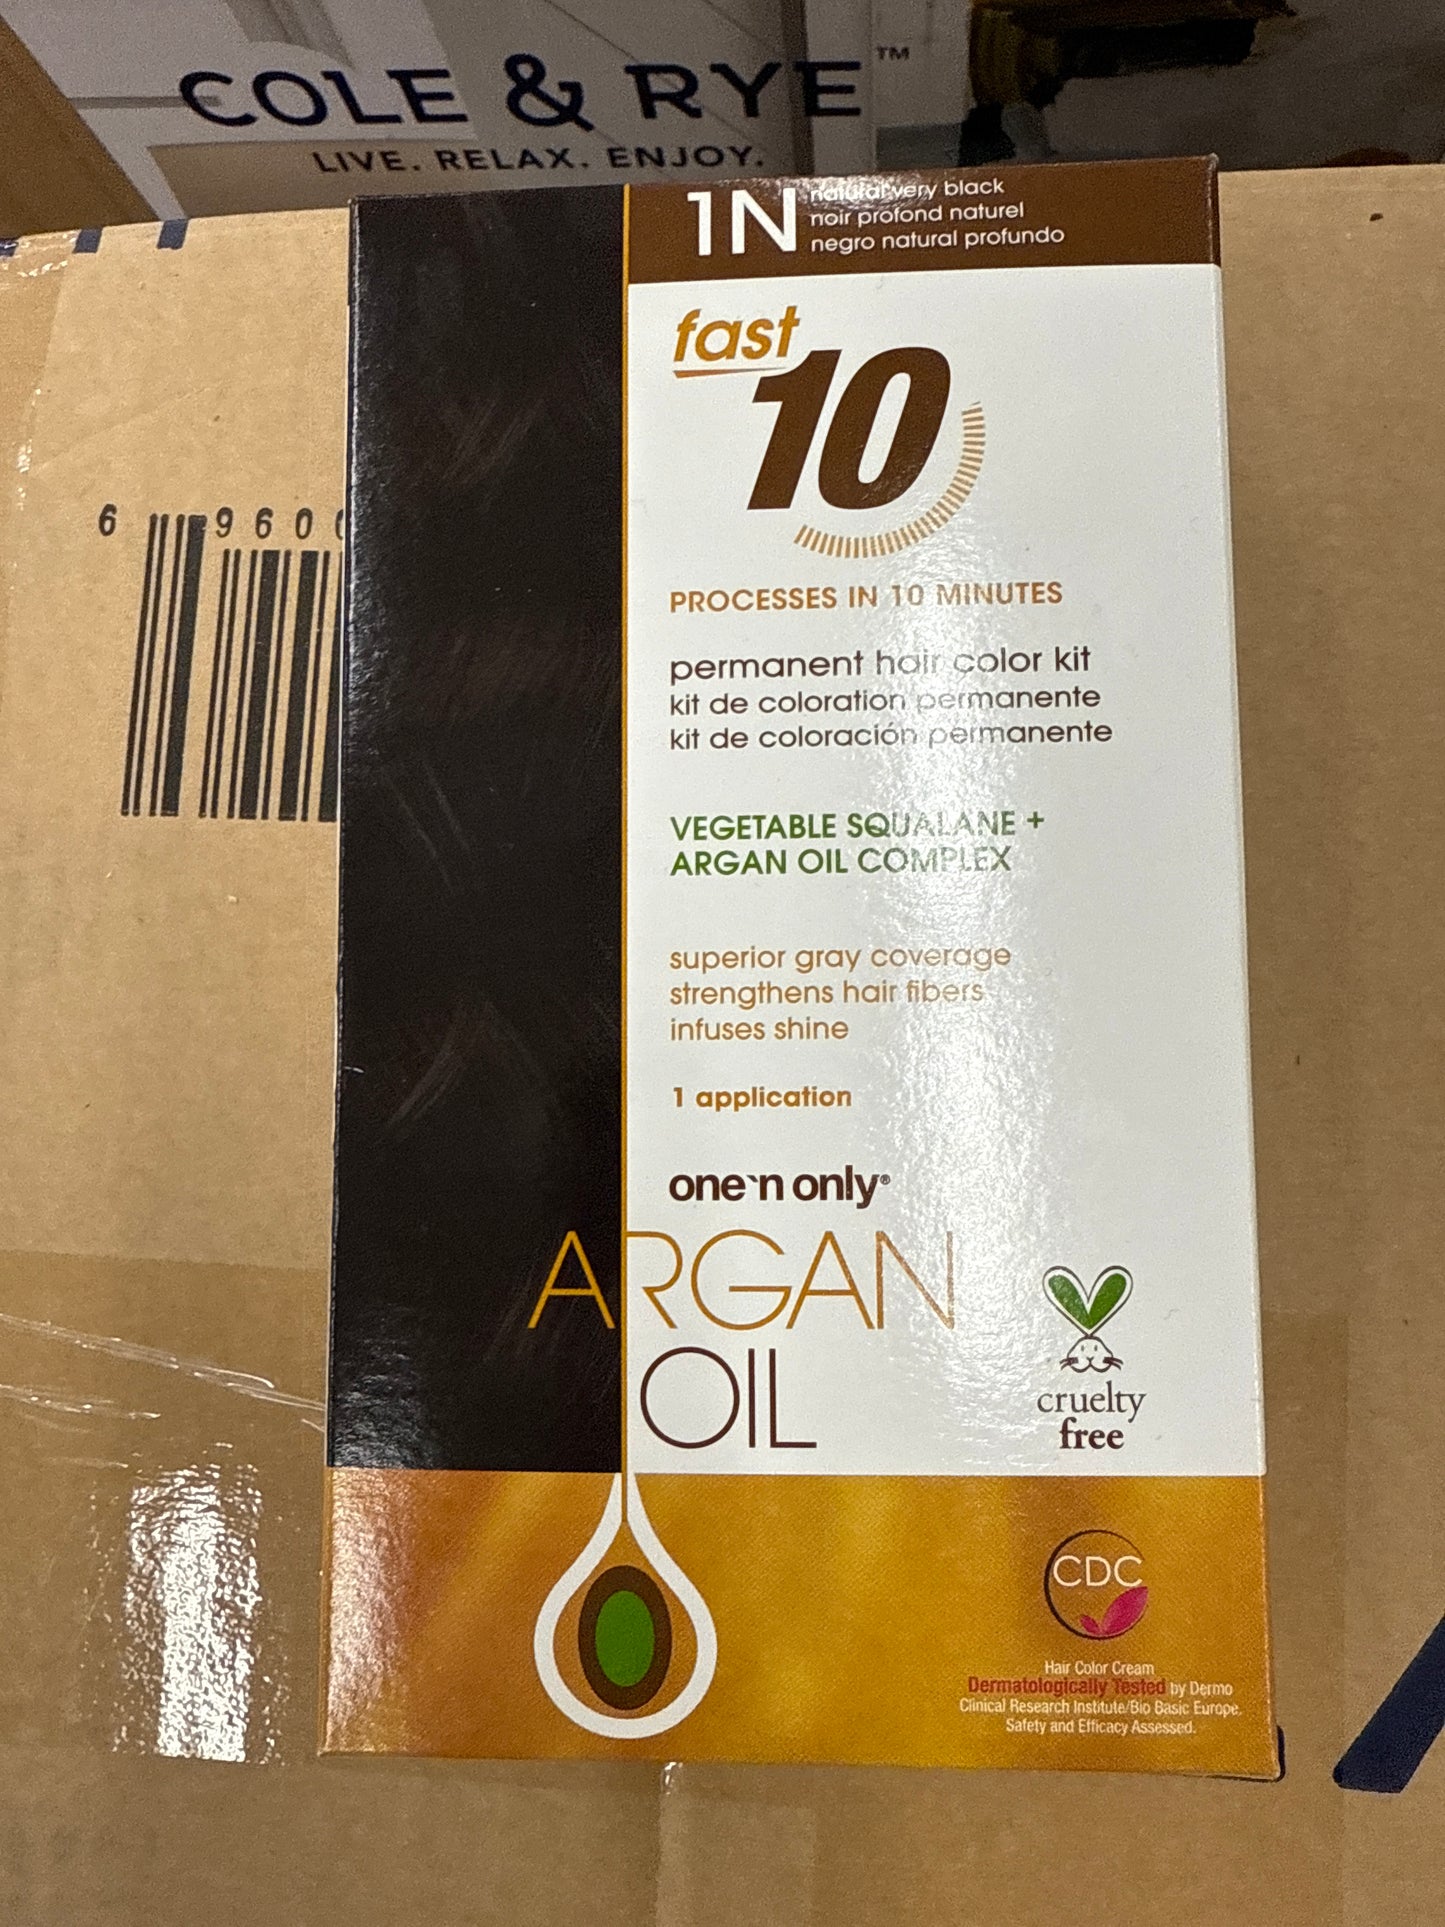 COLE & RYE™
LIVE. RELAX. ENJOY.
1N
natural very black
noir profond naturel
negro natural profundo
fast
10
PROCESSES IN 10 MINUTES
permanent hair color kit
kit de coloration permanente
kit de coloración permanente
6 9600
VEGETABLE SQUALANE +
ARGAN OIL COMPLEX
superior gray coverage
strengthens hair fibers
infuses shine
1 application
one`n only®
ARGAN
OIL
cruelty
free
CDC
Hair Color Cream
Dermatologically Tested by Dermo
Clinical Research Institute/Bio Basic Europe.
Safety and Efficacy Assessed.